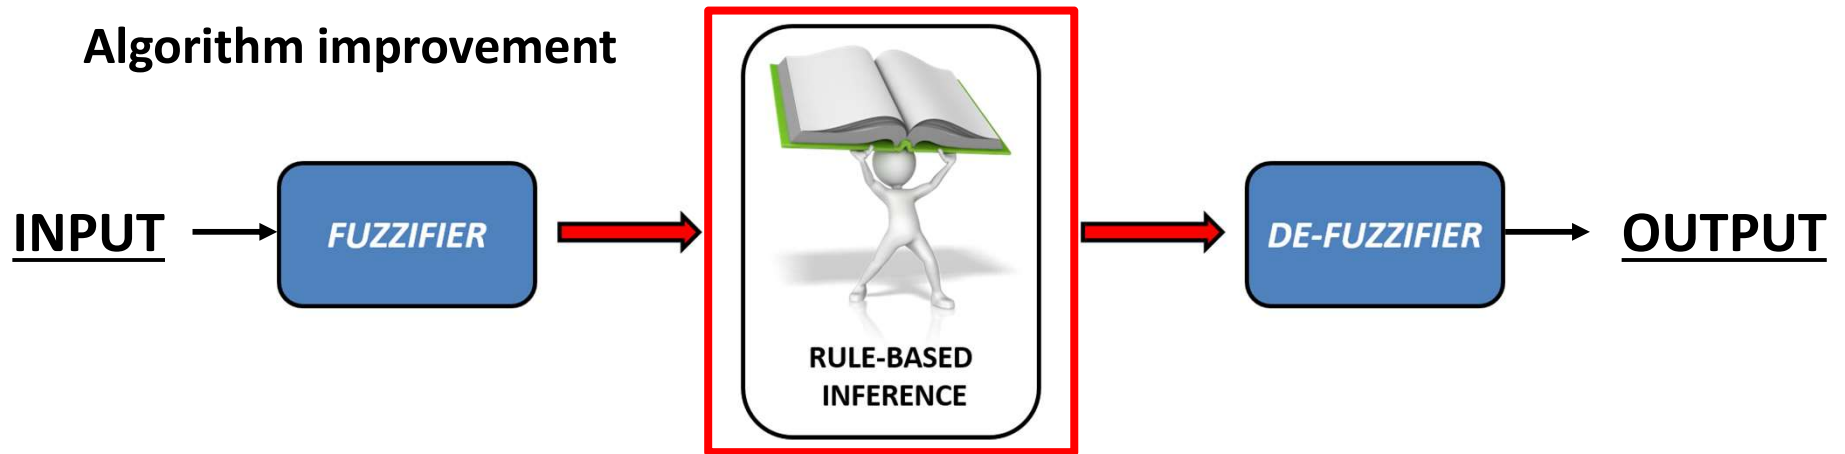 Algorithm improvement
INPUT
FUZZIFIER
RULE-BASED
INFERENCE
DE-FUZZIFIER
OUTPUT